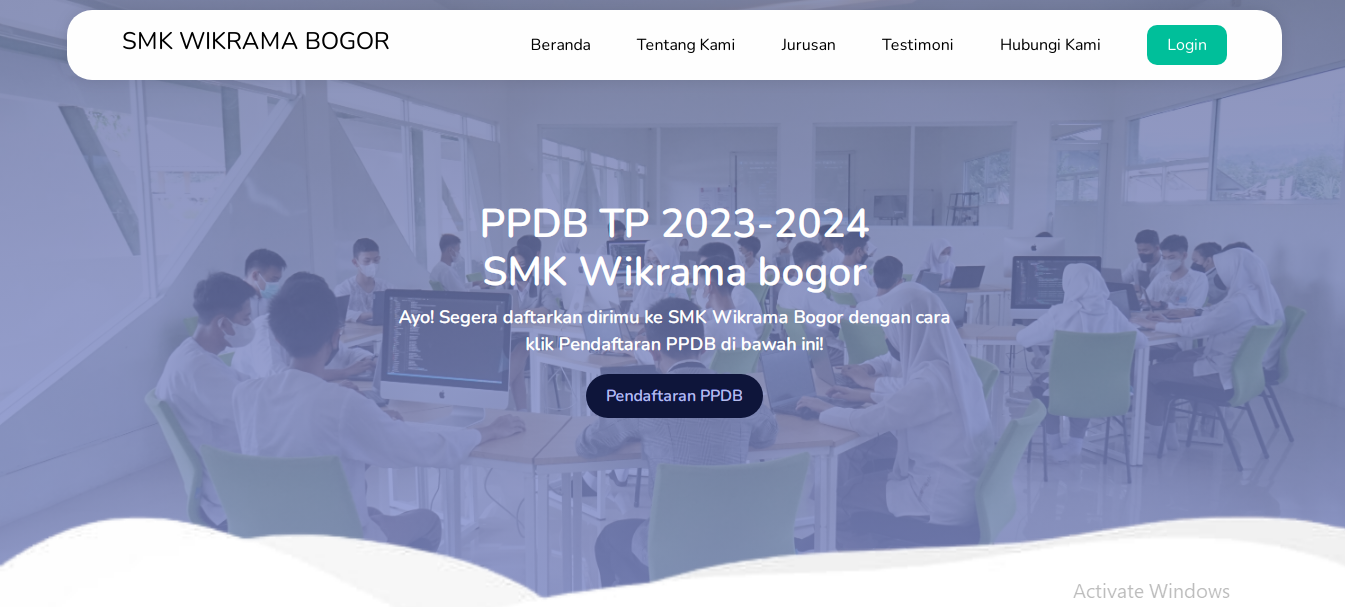 SMK WIKRAMA BOGOR
Beranda Tentang Kami Jurusan Testimoni Hubungi Kami Login
PPDB TP 2023-2024
SMK Wikrama bogor
Ayo! Segera daftarkan dirimu ke SMK Wikrama Bogor dengan cara
klik Pendaftaran PPDB di bawah ini!
Pendaftaran PPDB
Activate Windows